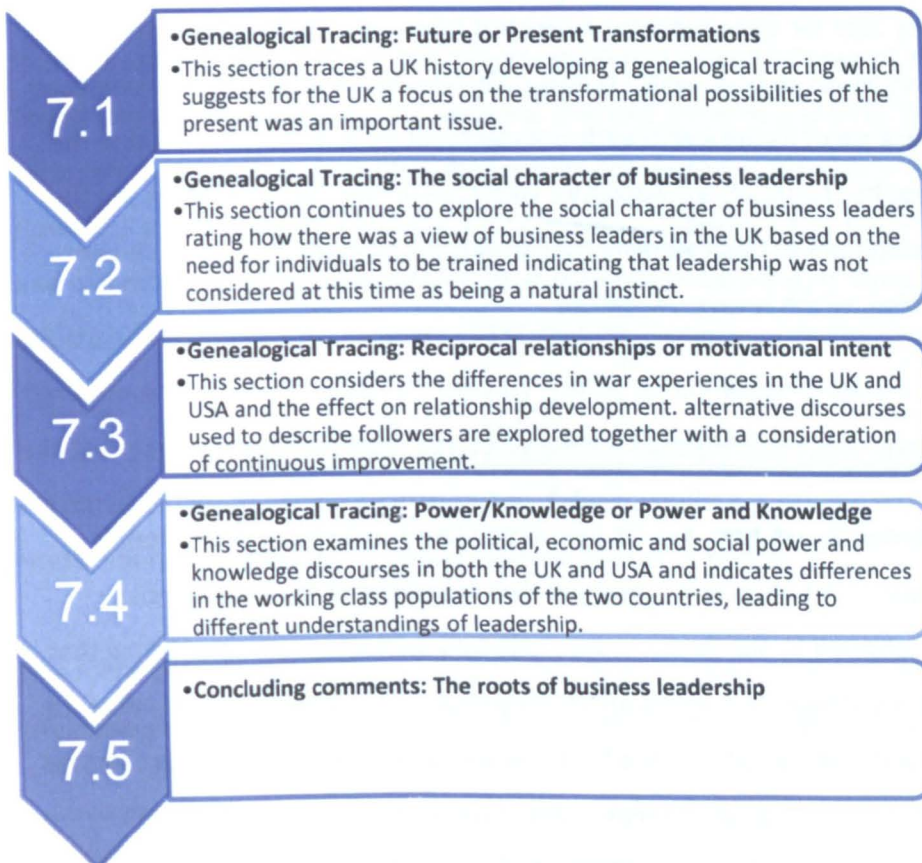 7.1
•Genealogical Tracing: Future or Present Transformations
•This section traces a UK history developing a genealogical tracing which
suggests for the UK a focus on the transformational possibilities of the
present was an important issue.
7.2
•Genealogical Tracing: The social character of business leadership
•This section continues to explore the social character of business leaders
rating how there was a view of business leaders in the UK based on the
need for individuals to be trained indicating that leadership was not
considered at this time as being a natural instinct.
7.3
•Genealogical Tracing: Reciprocal relationships or motivational intent
•This section considers the differences in war experiences in the UK and
USA and the effect on relationship development. alternative discourses
used to describe followers are explored together with a consideration
of continuous improvement.
7.4
•Genealogical Tracing: Power/Knowledge or Power and Knowledge
•This section examines the political, economic and social power and
knowledge discourses in both the UK and USA and indicates differences
in the working class populations of the two countries, leading to
different understandings of leadership.
7.5
•Concluding comments: The roots of business leadership